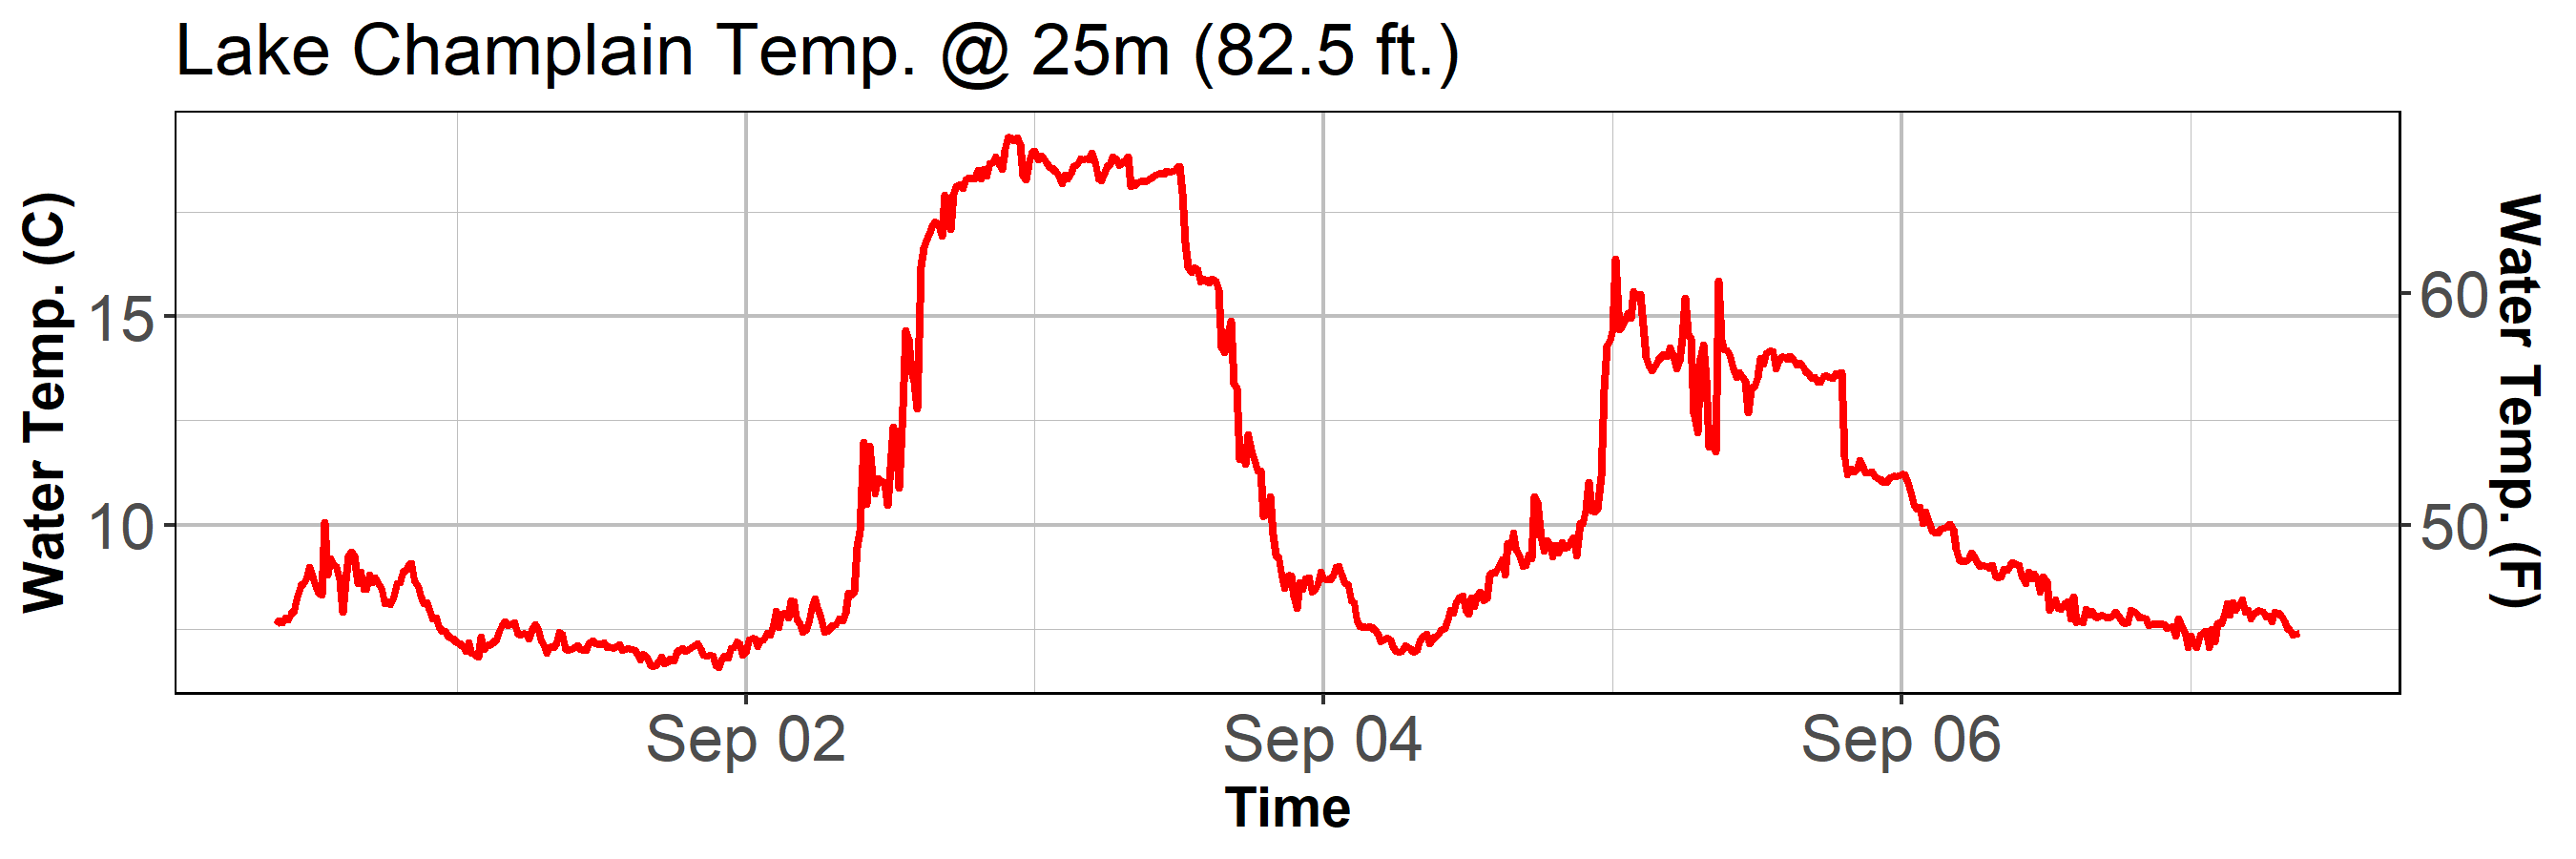 Lake Champlain Temp. @ 25m (82.5 ft.)
Water Temp. (C)
15
10
60
50
Water Temp. (F)
Sep 02
Sep 04
Sep 06
Time